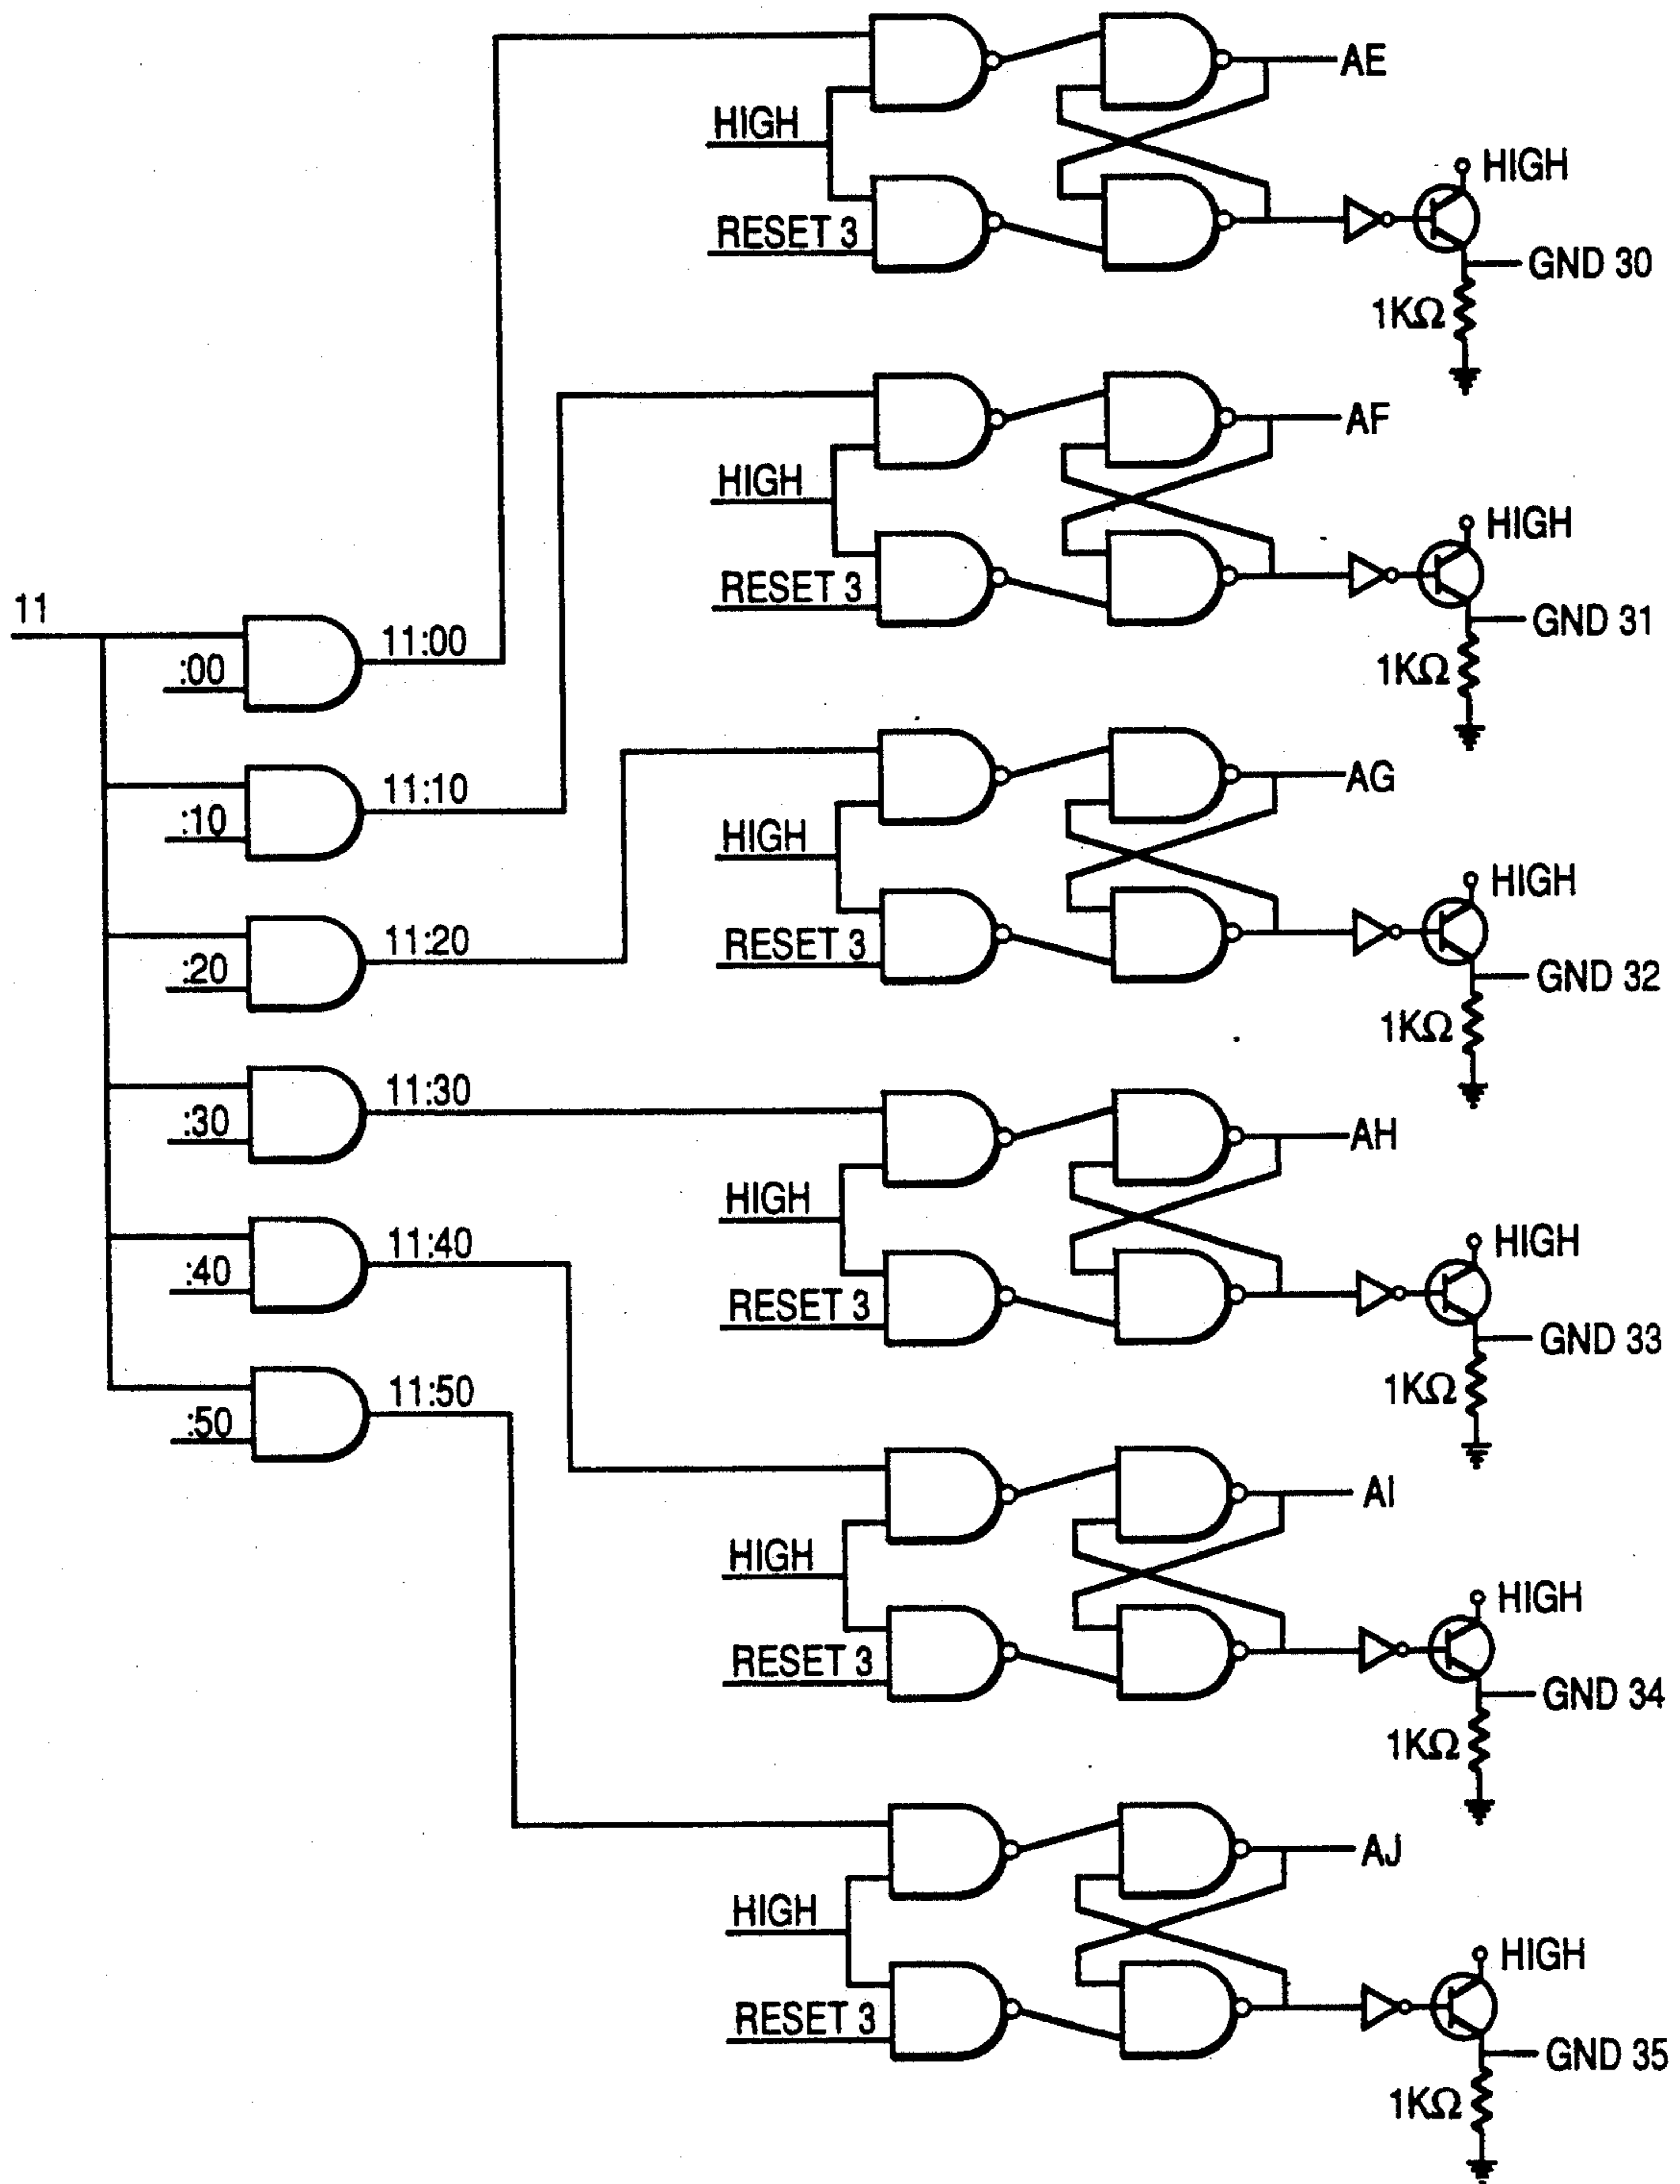 AE
HIGH
HIGH
RESET 3
GND 30
1KΩ
AF
HIGH
HIGH
RESET 3
GND 31
1KΩ
11
11:00
:00
AG
11:10
:10
HIGH
HIGH
RESET 3
11:20
:20
GND 32
1KΩ
11:30
:30
AH
HIGH
HIGH
11:40
:40
RESET 3
GND 33
1KΩ
11:50
:50
AI
HIGH
HIGH
RESET 3
GND 34
1KΩ
AJ
HIGH
HIGH
RESET 3
GND 35
1KΩ